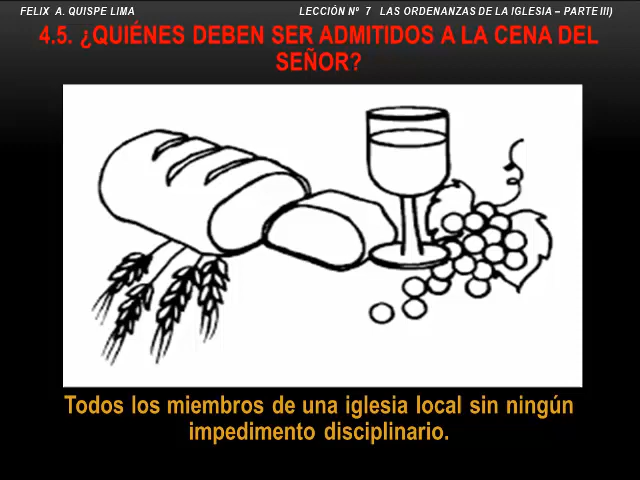 FELIX A. QUISPE LIMA LECCIÓN Nº 7 LAS ORDENANZAS DE LA IGLESIA – PARTE III)
4.5. ¿QUIÉNES DEBEN SER ADMITIDOS A LA CENA DEL
SEÑOR?
Todos los miembros de una iglesia local sin ningún
impedimento disciplinario.